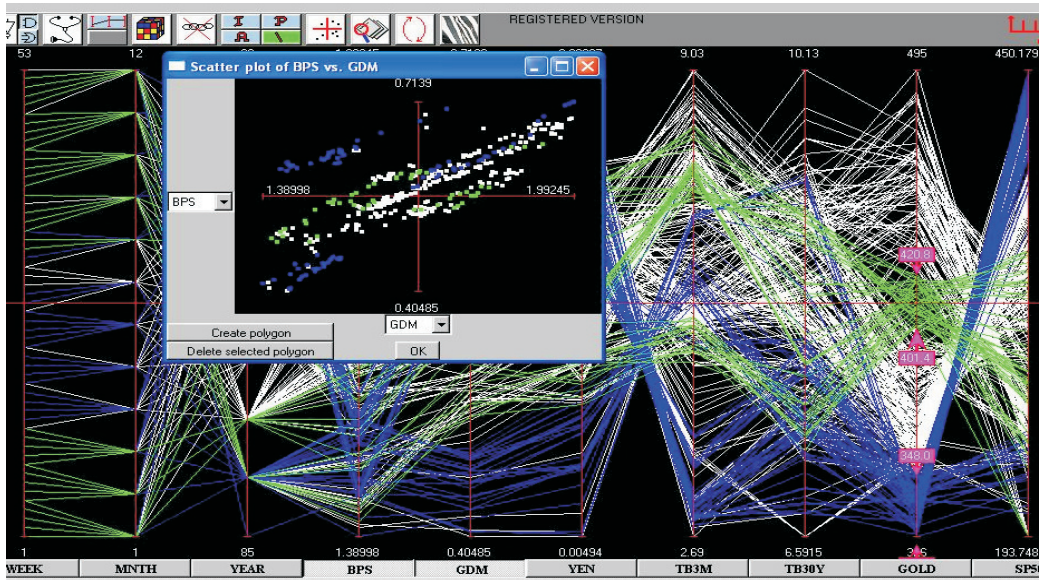 REGISTERED VERSION
I P
A \
53 12 9.03 10.13 495 450.179
Scatter plot of BPS vs. GDM
0.7139
1.38998 1.99245
BPS
0.40485
GDM
Create polygon
Delete selected polygon OK
420.8
401.4
348.0
1 1 85 1.38998 0.40485 0.00494 2.69 6.5915 193.748
WEEK MNTH YEAR BPS GDM YEN TB3M TB30Y GOLD SP50